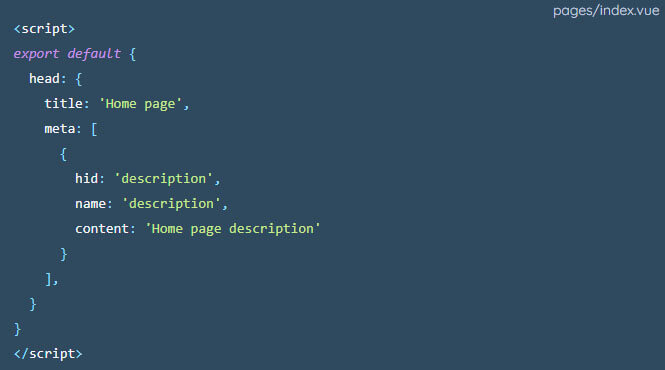 pages/index.vue
<script>
export default {
  head: {
    title: 'Home page',
    meta: [
      {
        hid: 'description',
        name: 'description',
        content: 'Home page description'
      }
    ],
  }
}
</script>